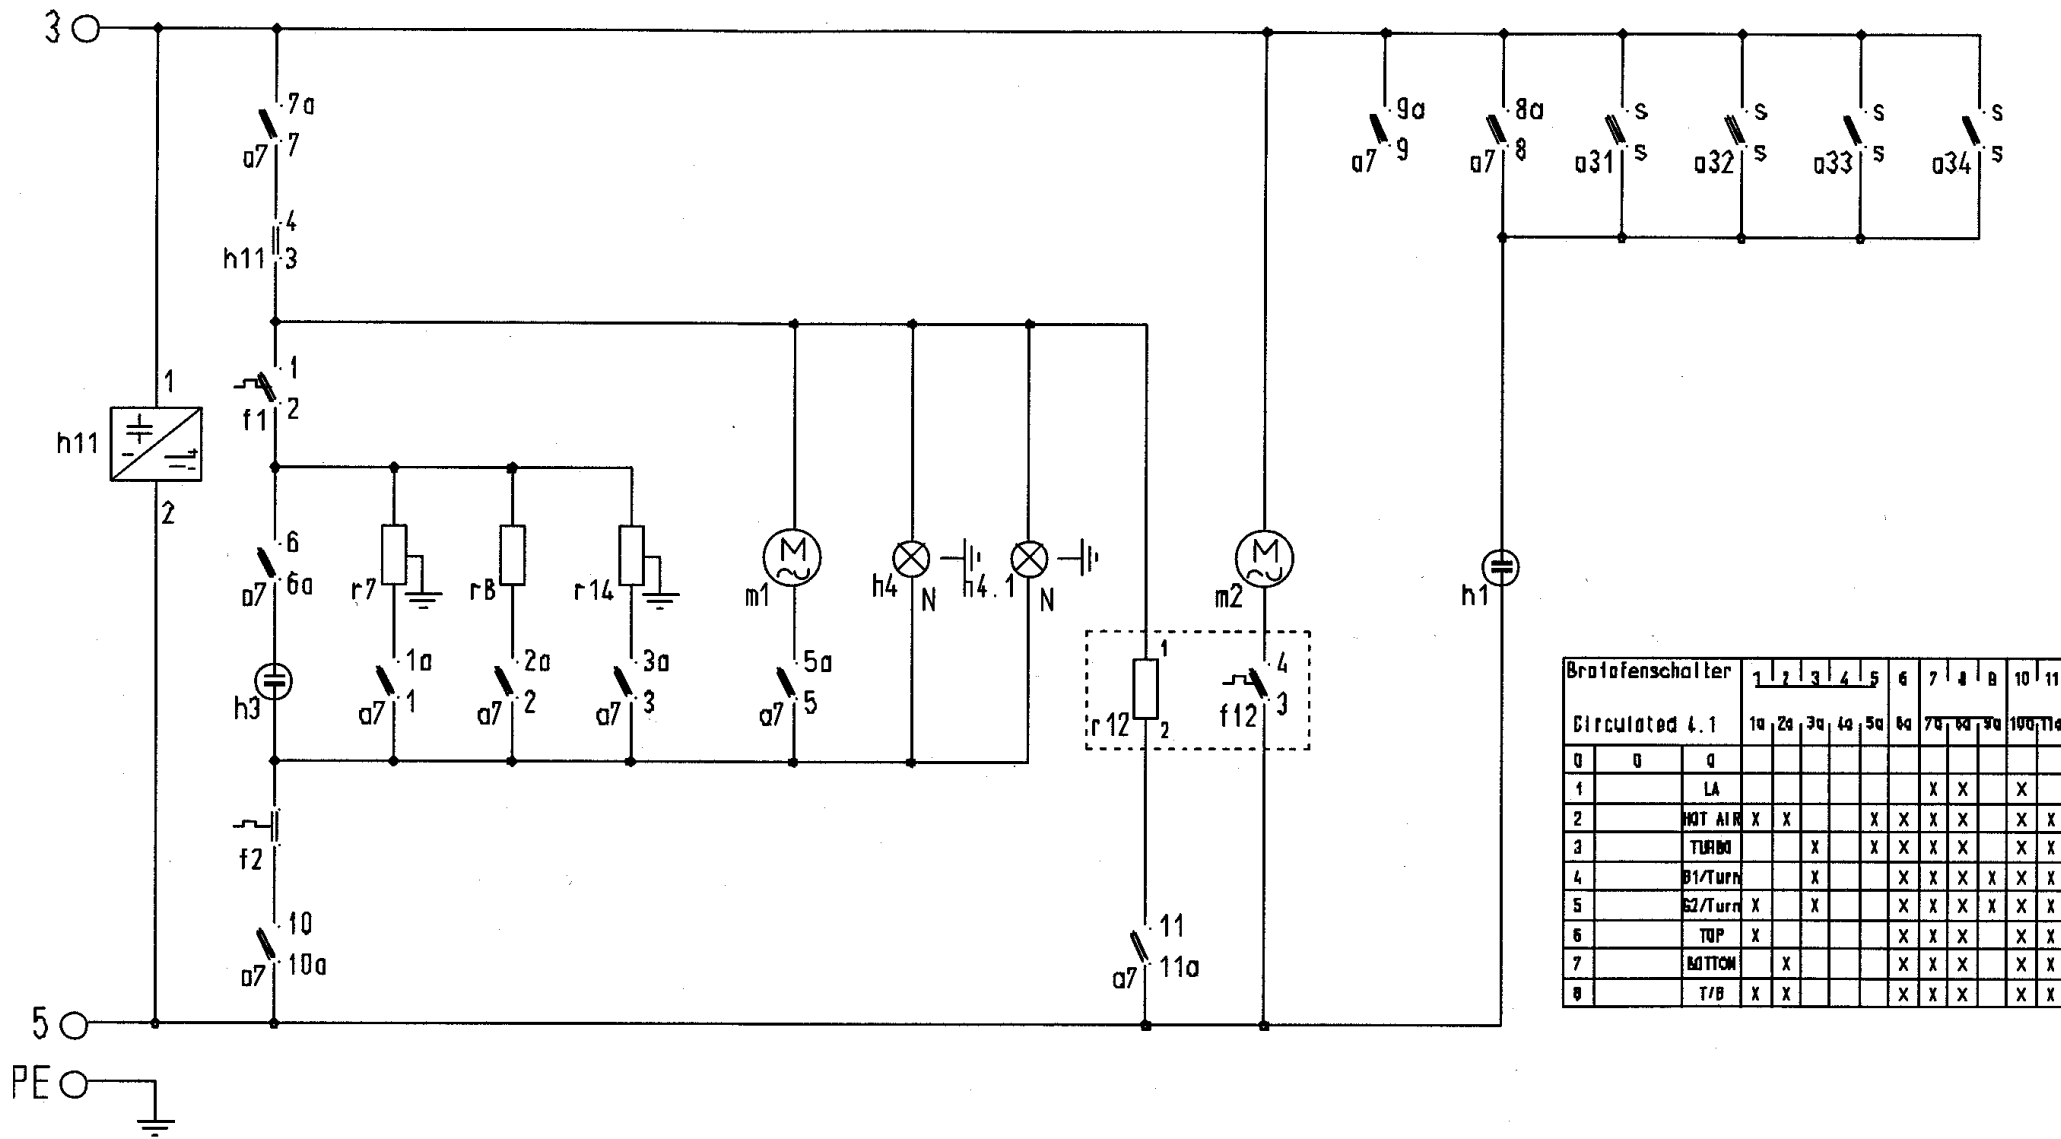 3
7a
a7 7
4
h11 3
9a
a7 9
8a
a7 8
s
a31 s
s
a32 s
s
a33 s
s
a34 s
1
f1 2
1
h11
2
6
a7 6a
h3
r7
r8
r14
m1 M
h4 N
h4.1 N
m2 M
h1
1a
a7 1
2a
a7 2
3a
a7 3
5a
a7 5
1
r12 2
4
f12 3
f2
10
a7 10a
11
a7 11a
5
PE
Bratofenschalter 1 2 3 4 5 6 7 8 9 10 11
Circulated 4.1 1a 2a 3a 4a 5a 6a 7a 8a 9a 10a 11a
0 0 0
1 LA X X X
2 HOT AIR X X X X X X X X
3 TURBO X X X X X X X
4 /Turn X X X X X X X
5 /Turn X X X X X X X X
6 TOP X X X X X X
7 BOTTOM X X X X X X
8 T/B X X X X X X X